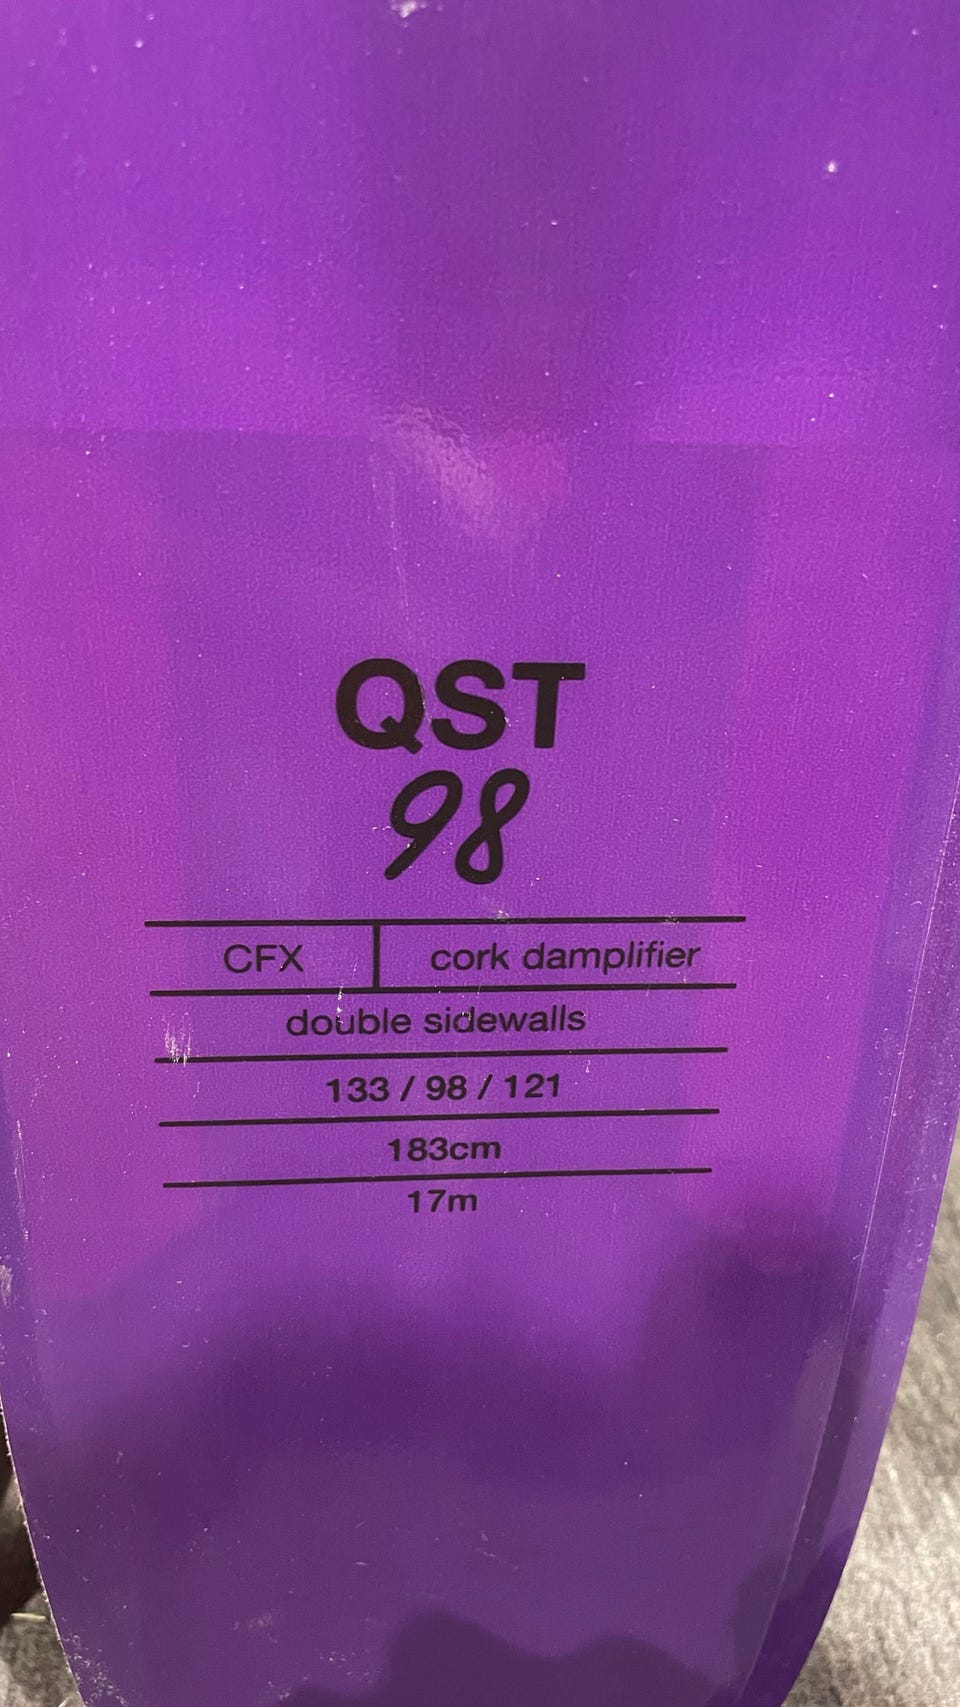 QST
98
CFX cork damplifier
double sidewalls
133 / 98 / 121
183cm
17m